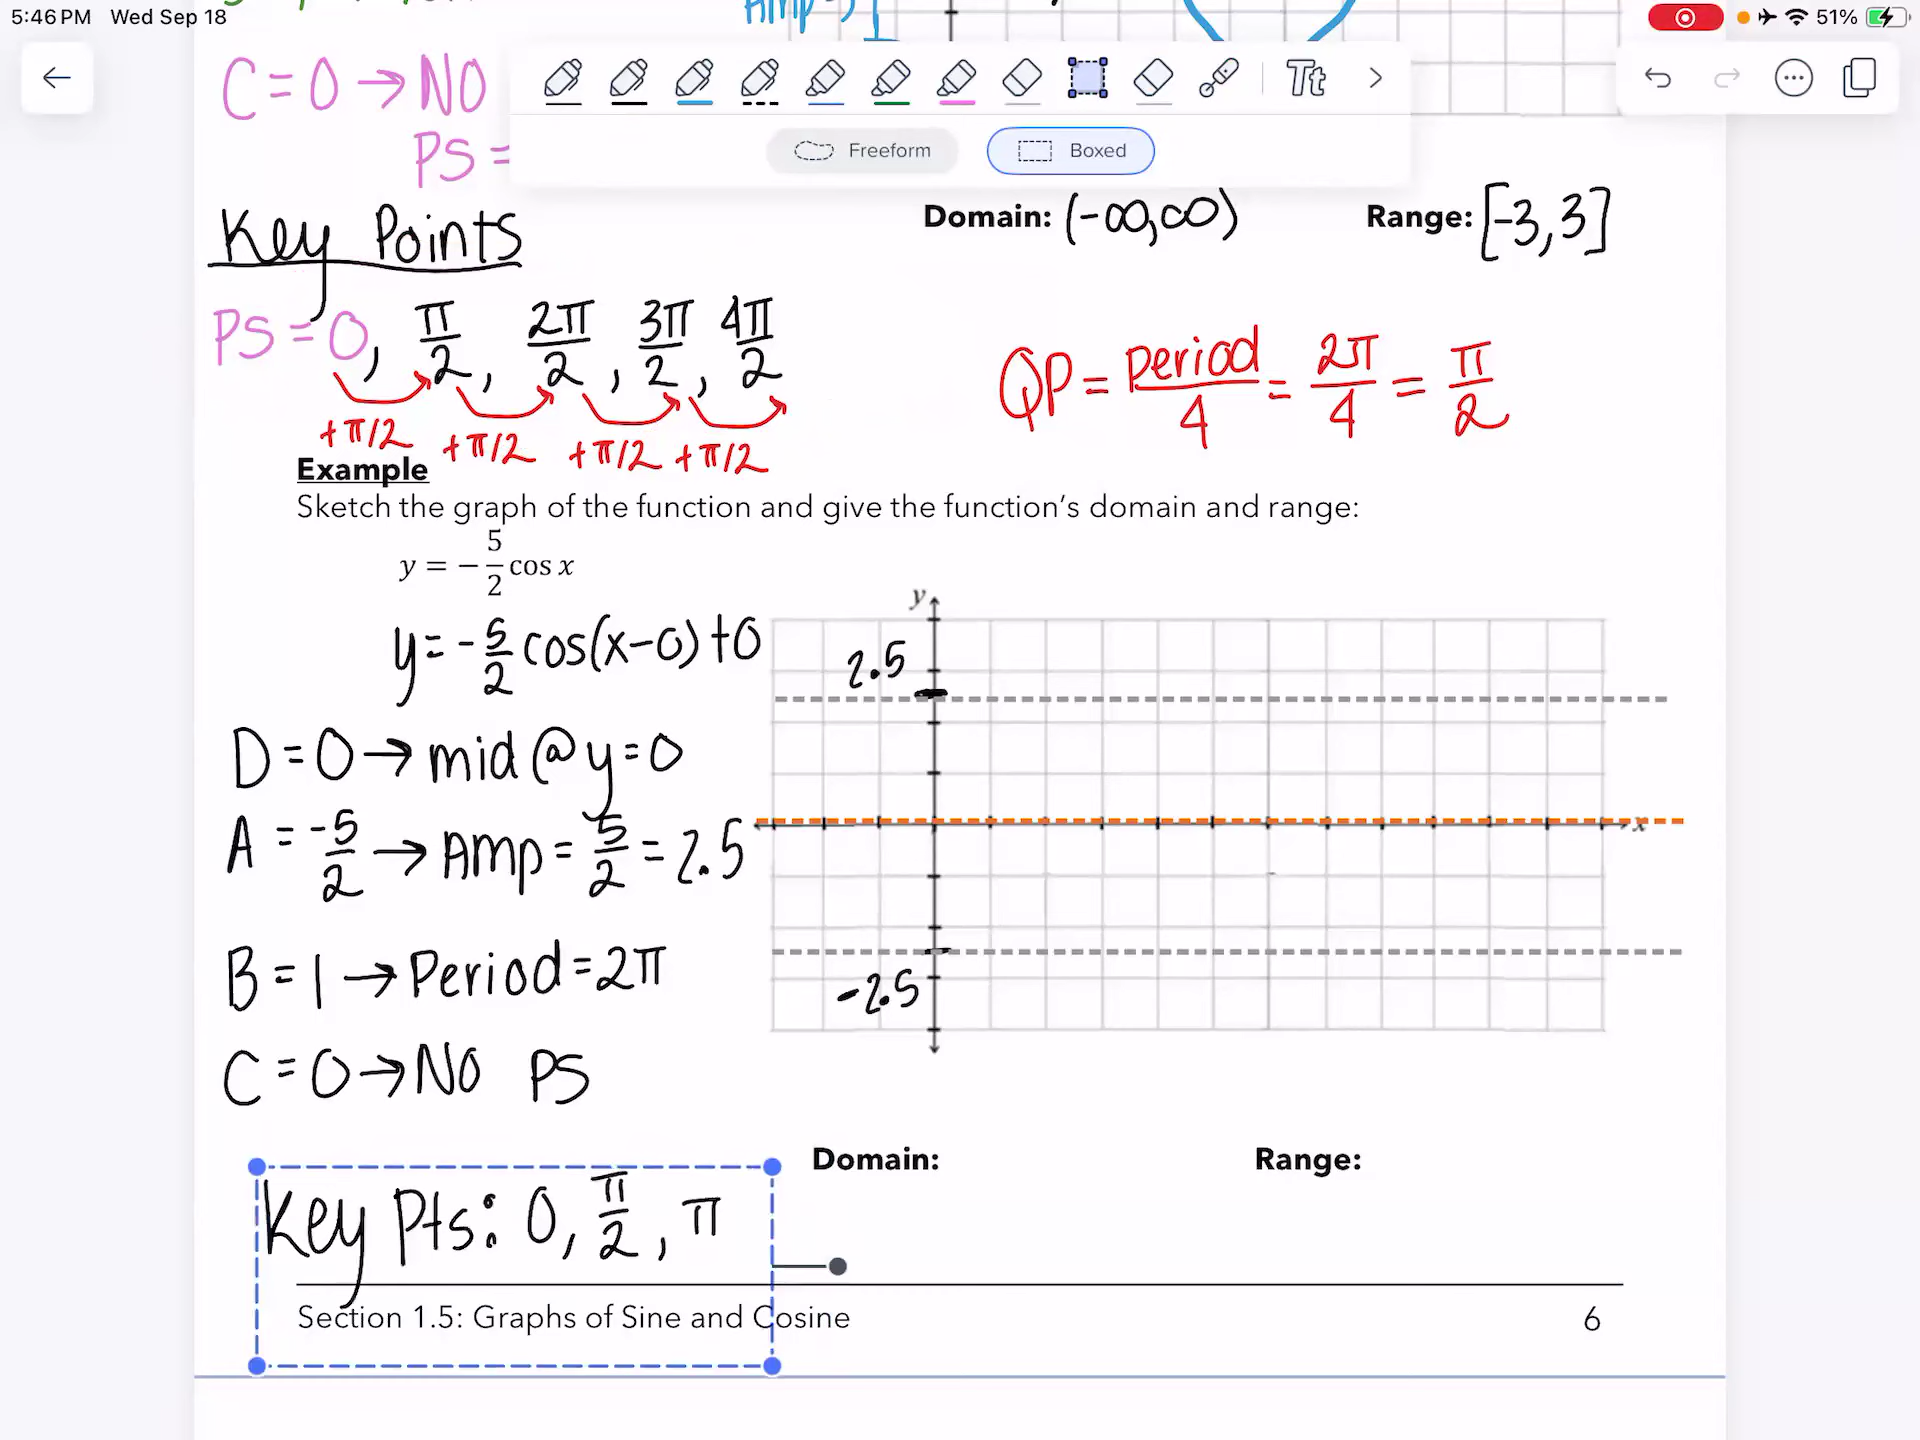 5:46 PM Wed Sep 18
51%
Amp=
C=0→NO
PS=
Tt
Freeform
Boxed
Key Points
Domain: (-∞,∞)
Range: [-3,3]
PS=0, π/2, 2π/2, 3π/2, 4π/2
+π/2 +π/2 +π/2 +π/2
QP = Period/4 = 2π/4 = π/2
Example
Sketch the graph of the function and give the function's domain and range:
y = −5/2 cos x
y=-5/2 cos(x-0)+0
D=0→mid@y=0
A=-5/2→Amp=5/2=2.5
B=1→Period=2π
C=0→NO PS
y
2.5
x
-2.5
Domain:
Range:
Key Pts: 0, π/2, π
Section 1.5: Graphs of Sine and Cosine
6